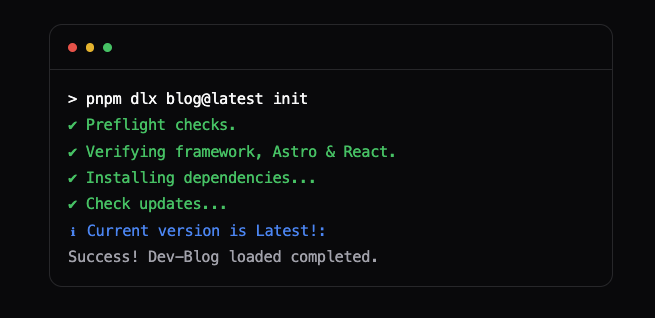 > pnpm dlx blog@latest init
✔ Preflight checks.
✔ Verifying framework, Astro & React.
✔ Installing dependencies...
✔ Check updates...
ℹ Current version is Latest!:
Success! Dev-Blog loaded completed.